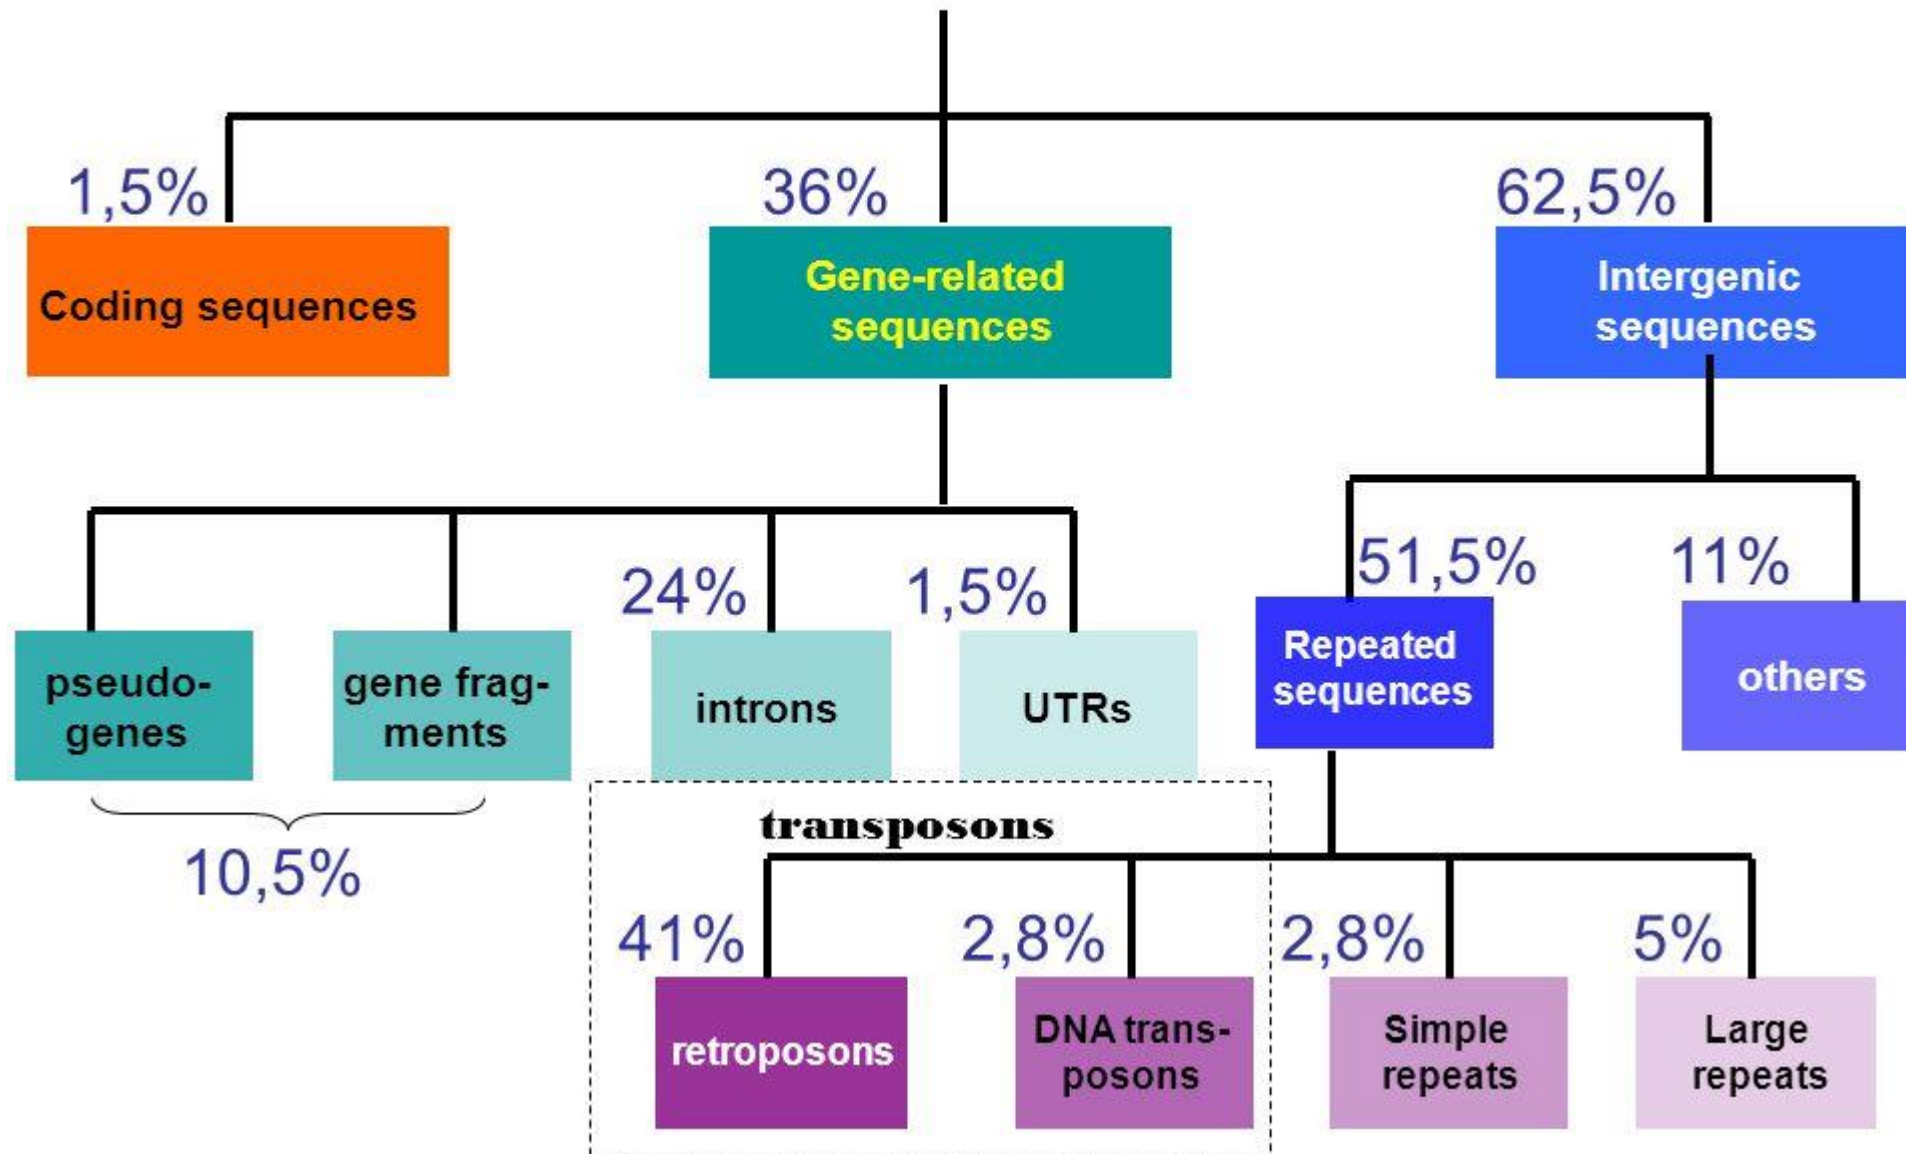 1,5%
36%
62,5%
Coding sequences
Gene-related
sequences
Intergenic
sequences
24%
1,5%
51,5%
11%
pseudo-
genes
gene frag-
ments
introns
UTRs
Repeated
sequences
others
10,5%
transposons
41%
2,8%
2,8%
5%
retroposons
DNA trans-
posons
Simple
repeats
Large
repeats